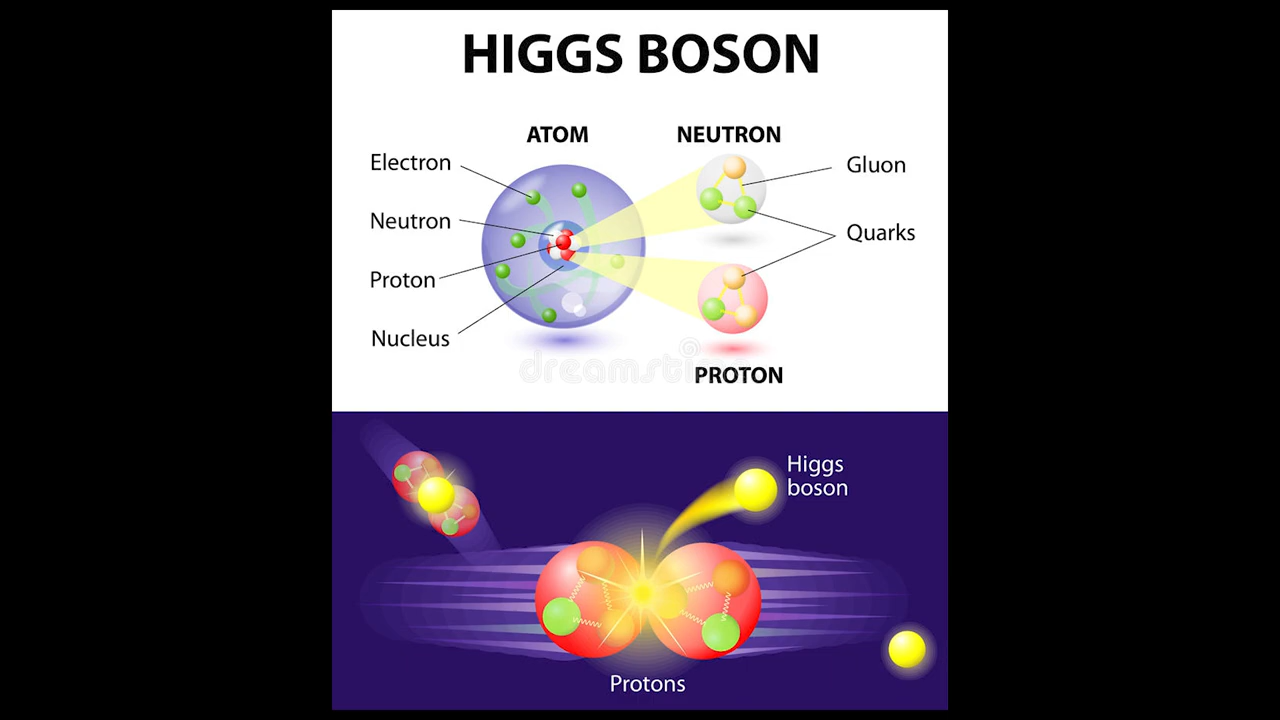 HIGGS BOSON
ATOM
NEUTRON
Electron
Gluon
Neutron
Quarks
Proton
Nucleus
PROTON
Higgs
boson
Protons